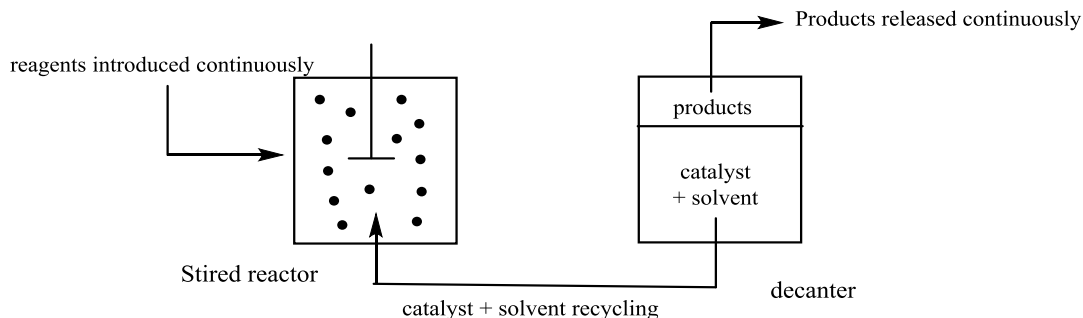 Products released continuously
reagents introduced continuously
products
catalyst
+ solvent
Stired reactor
decanter
catalyst + solvent recycling